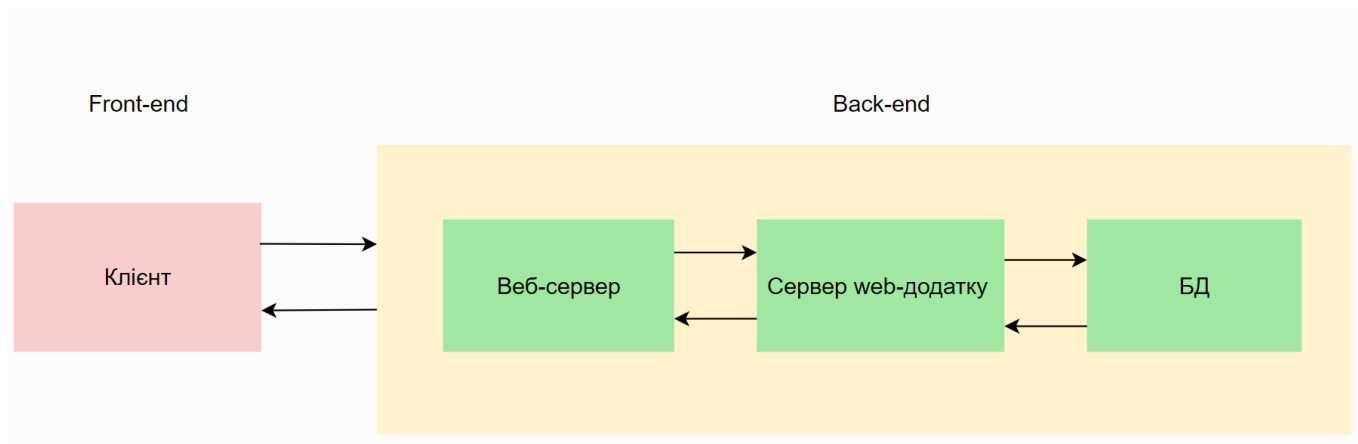 Front-end
Back-end
Клієнт
Веб-сервер
Сервер web-додатку
БД